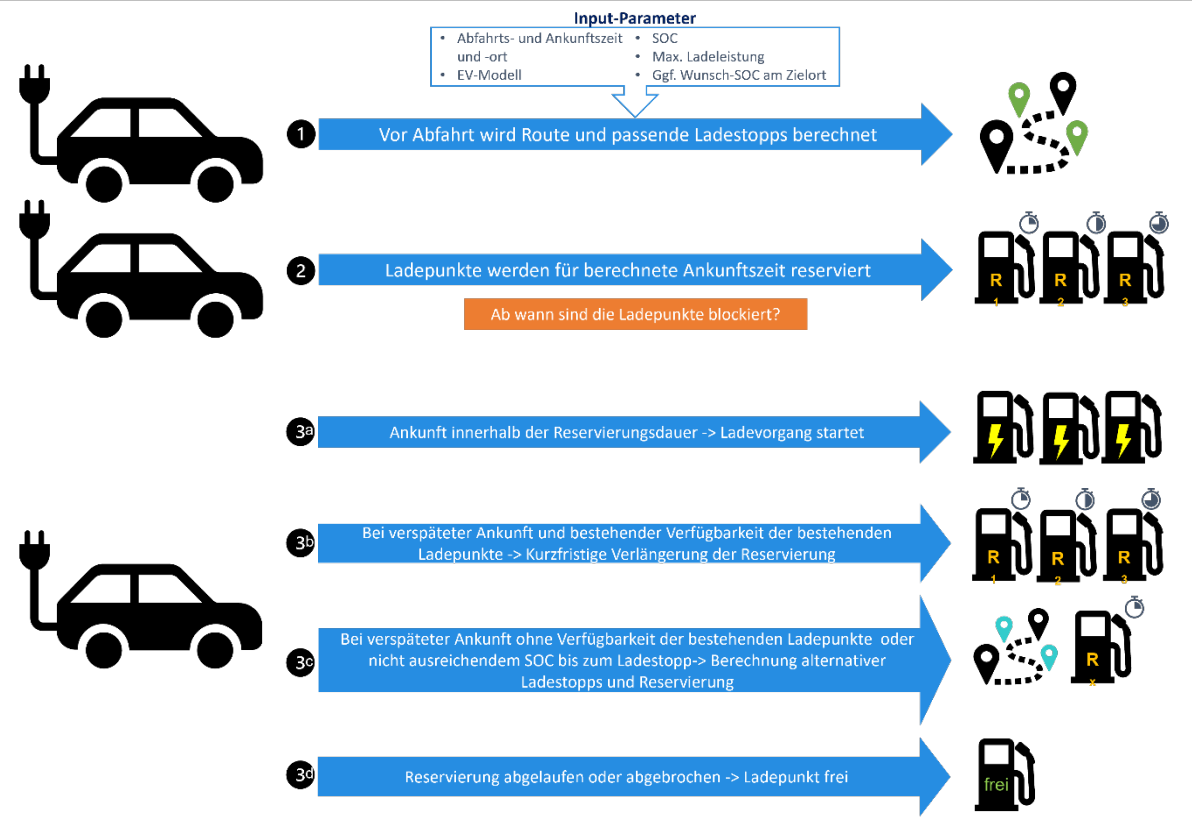 Input-Parameter
• Abfahrts- und Ankunftszeit
und -ort
• EV-Modell
• SOC
• Max. Ladeleistung
• Ggf. Wunsch-SOC am Zielort
1
Vor Abfahrt wird Route und passende Ladestopps berechnet
2
Ladepunkte werden für berechnete Ankunftszeit reserviert
R
1
R
2
R
3
Ab wann sind die Ladepunkte blockiert?
3a
Ankunft innerhalb der Reservierungsdauer -> Ladevorgang startet
3b
Bei verspäteter Ankunft und bestehender Verfügbarkeit der bestehenden
Ladepunkte -> Kurzfristige Verlängerung der Reservierung
R
1
R
2
R
3
3c
Bei verspäteter Ankunft ohne Verfügbarkeit der bestehenden Ladepunkte oder
nicht ausreichendem SOC bis zum Ladestopp-> Berechnung alternativer
Ladestopps und Reservierung
R
x
3d
Reservierung abgelaufen oder abgebrochen -> Ladepunkt frei
frei